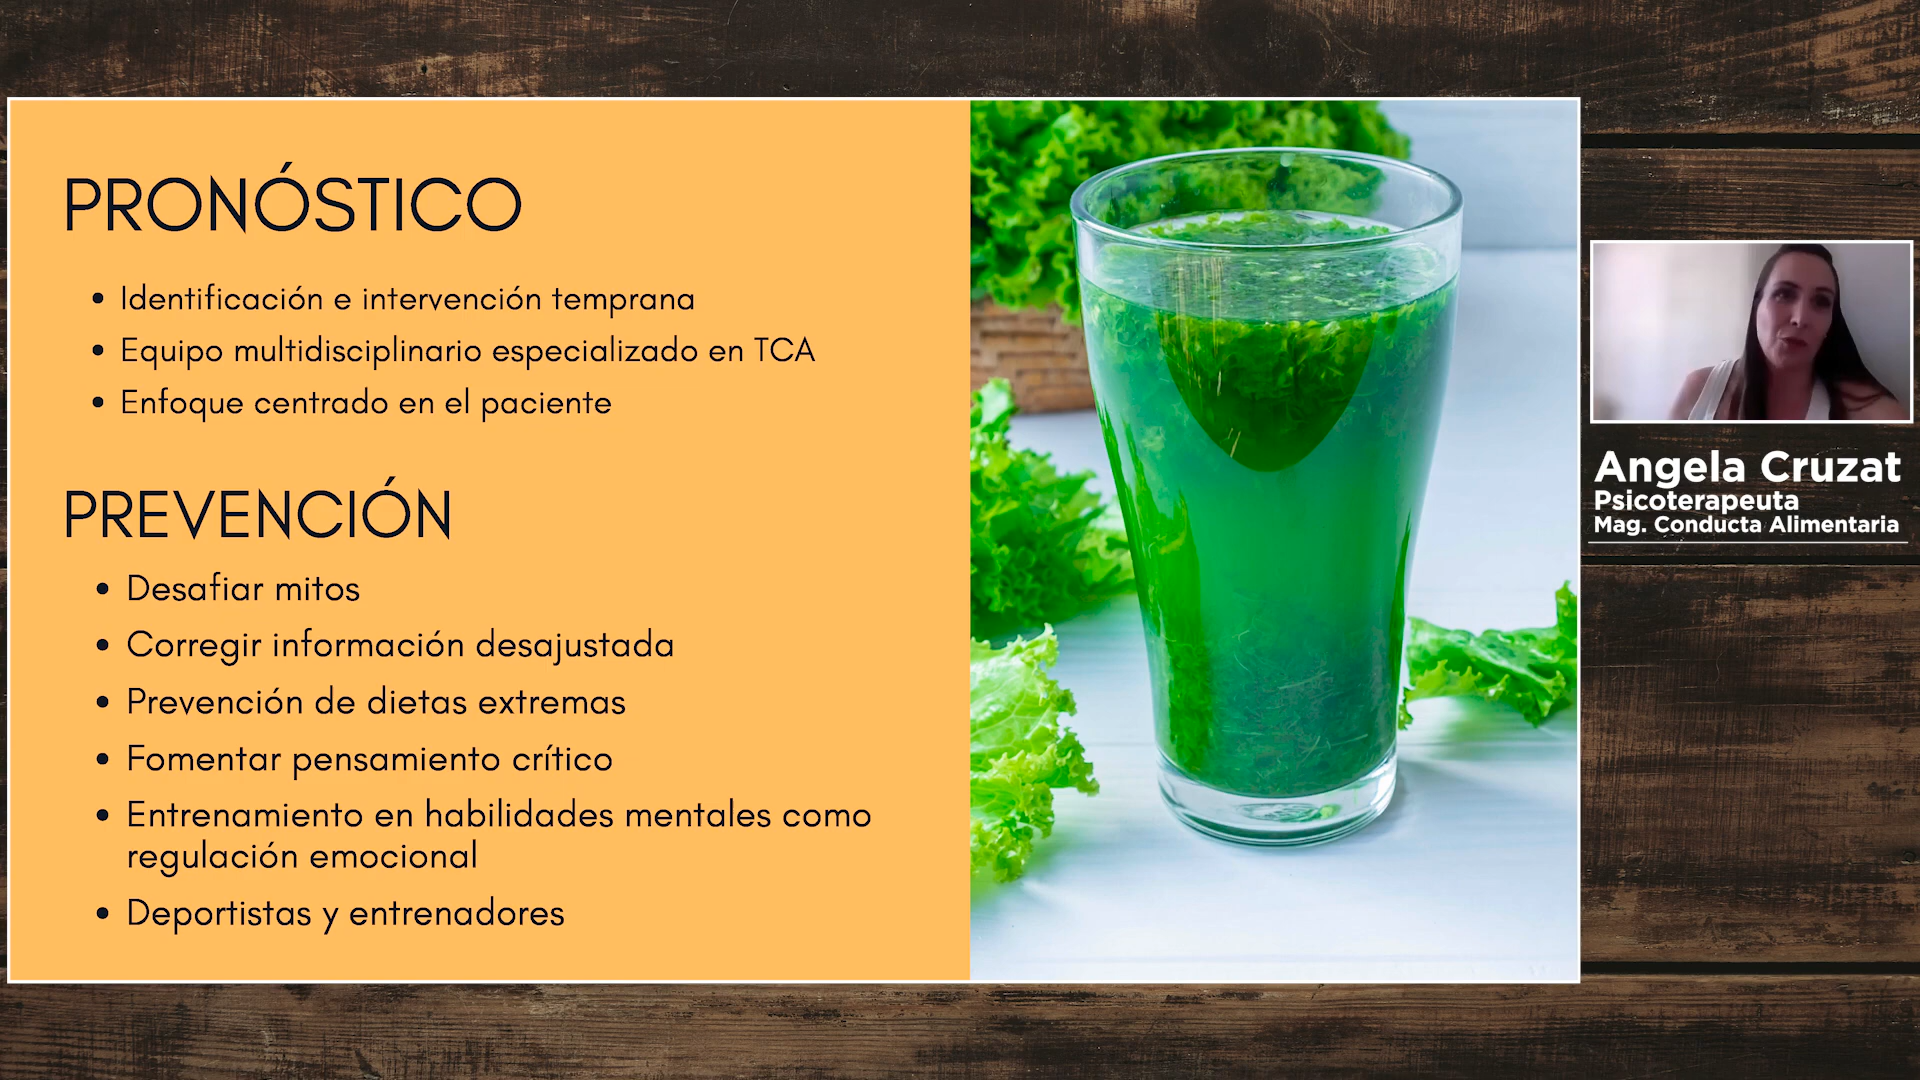 PRONÓSTICO
Identificación e intervención temprana
Equipo multidisciplinario especializado en TCA
Enfoque centrado en el paciente
PREVENCIÓN
Desafiar mitos
Corregir información desajustada
Prevención de dietas extremas
Fomentar pensamiento crítico
Entrenamiento en habilidades mentales como
regulación emocional
Deportistas y entrenadores
Angela Cruzat
Psicoterapeuta
Mag. Conducta Alimentaria